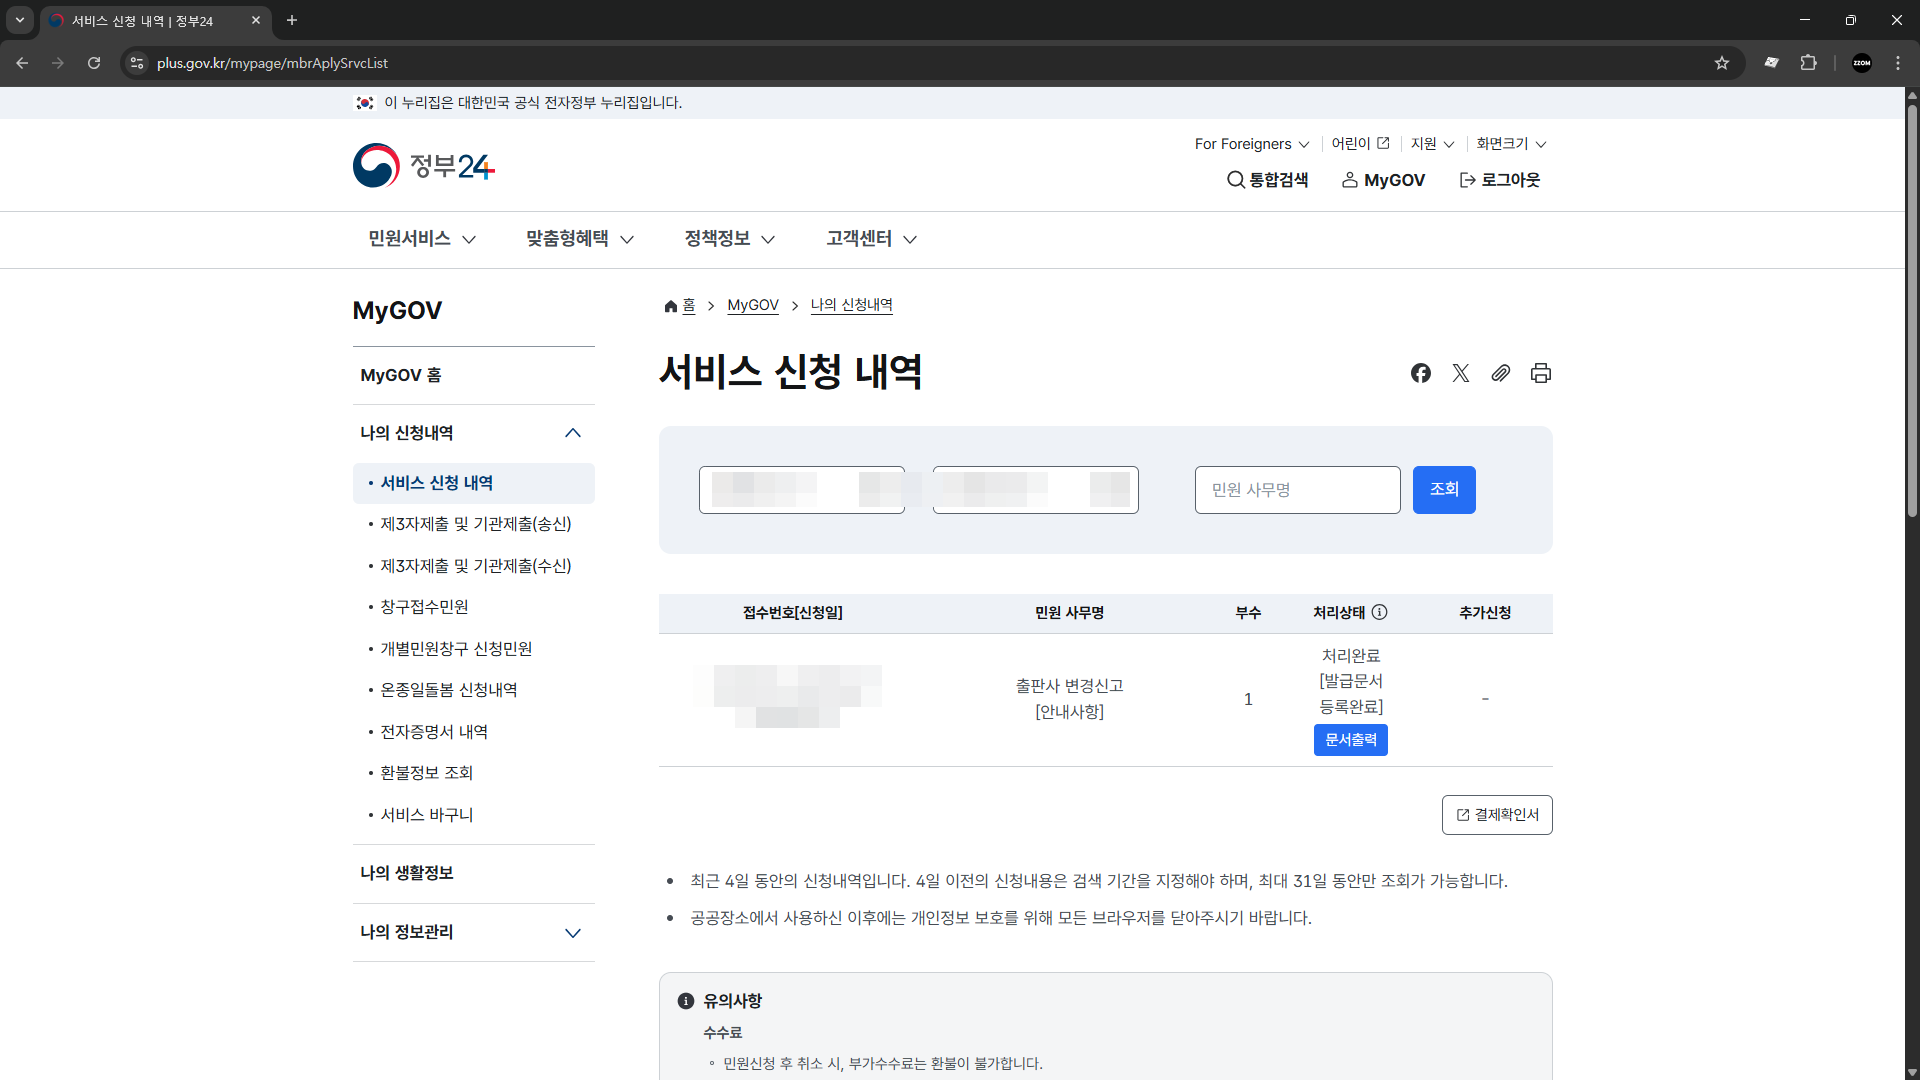 서비스 신청 내역 | 정부24
plus.gov.kr/mypage/mbrAplySrvcList
ZZOM
이 누리집은 대한민국 공식 전자정부 누리집입니다.
For Foreigners 어린이 지원 화면크기
정부24
통합검색 MyGOV 로그아웃
민원서비스 맞춤형혜택 정책정보 고객센터
MyGOV
MyGOV 홈
나의 신청내역
• 서비스 신청 내역
• 제3자제출 및 기관제출(송신)
• 제3자제출 및 기관제출(수신)
• 창구접수민원
• 개별민원창구 신청민원
• 온종일돌봄 신청내역
• 전자증명서 내역
• 환불정보 조회
• 서비스 바구니
나의 생활정보
나의 정보관리
홈 > MyGOV > 나의 신청내역
서비스 신청 내역
민원 사무명 조회
접수번호[신청일] 민원 사무명 부수 처리상태 추가신청
출판사 변경신고
[안내사항]
1
처리완료
[발급문서
등록완료]
문서출력
-
결제확인서
• 최근 4일 동안의 신청내역입니다. 4일 이전의 신청내용은 검색 기간을 지정해야 하며, 최대 31일 동안만 조회가 가능합니다.
• 공공장소에서 사용하신 이후에는 개인정보 보호를 위해 모든 브라우저를 닫아주시기 바랍니다.
유의사항
수수료
◦ 민원신청 후 취소 시, 부가수수료는 환불이 불가합니다.